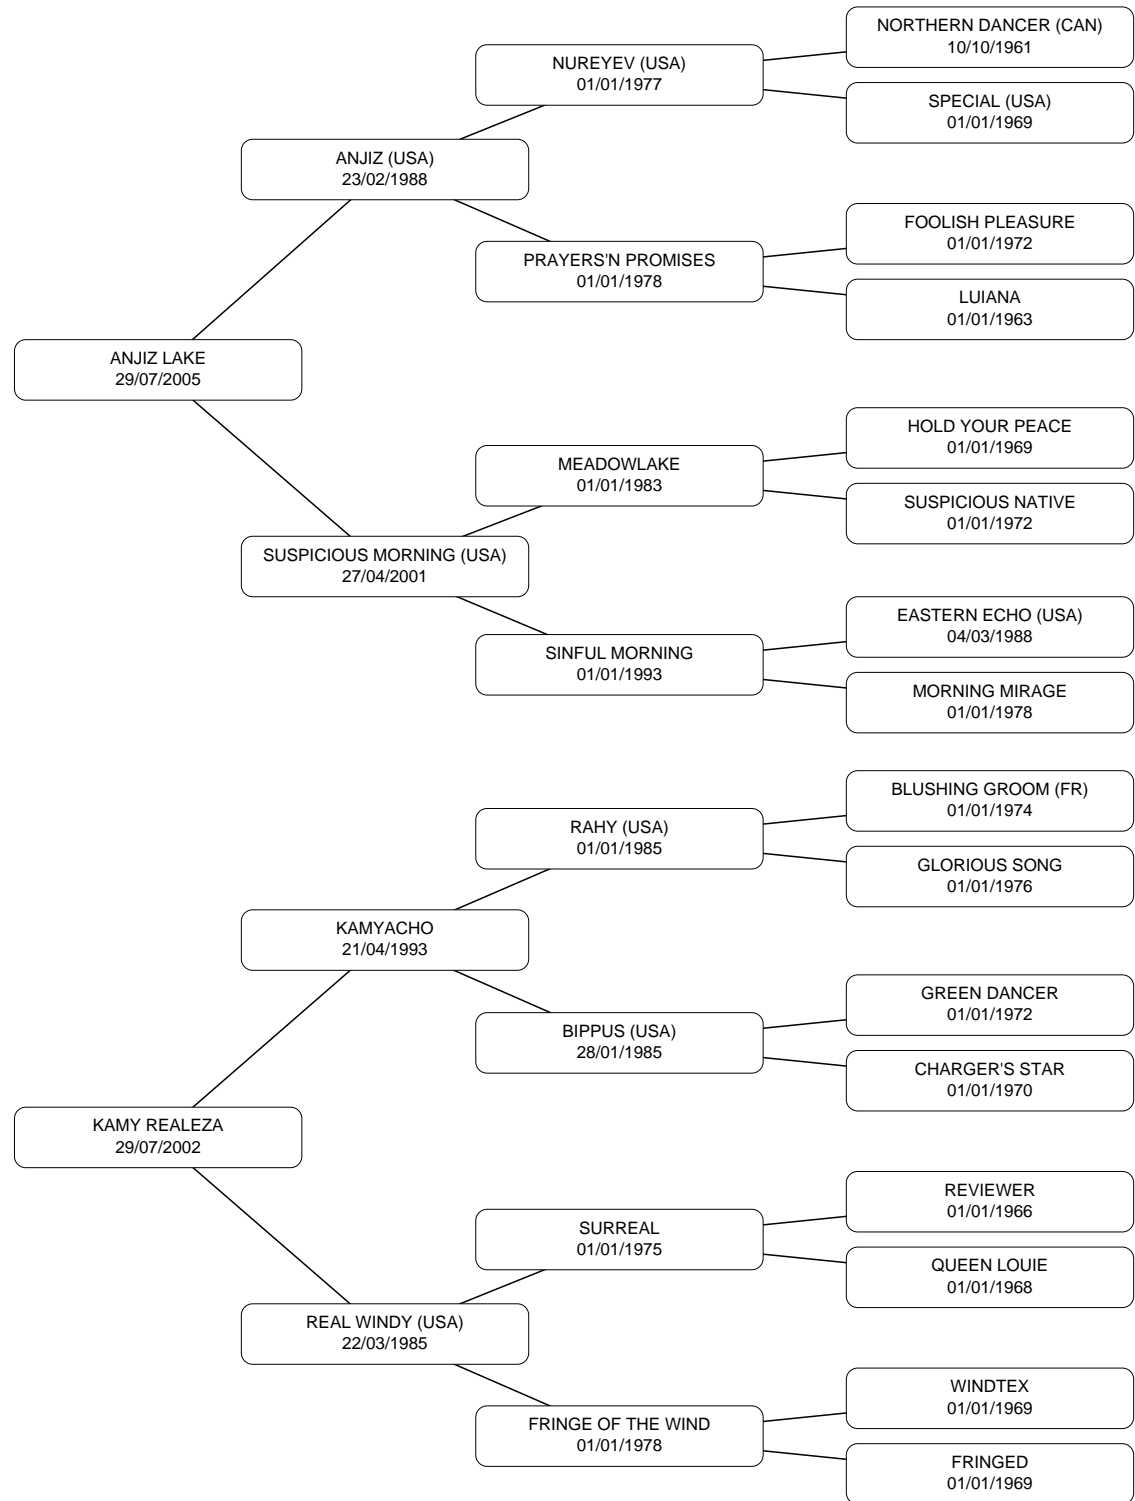 NORTHERN DANCER (CAN)
10/10/1961
NUREYEV (USA)
01/01/1977
SPECIAL (USA)
01/01/1969
ANJIZ (USA)
23/02/1988
FOOLISH PLEASURE
01/01/1972
PRAYERS'N PROMISES
01/01/1978
LUIANA
01/01/1963
ANJIZ LAKE
29/07/2005
HOLD YOUR PEACE
01/01/1969
MEADOWLAKE
01/01/1983
SUSPICIOUS NATIVE
01/01/1972
SUSPICIOUS MORNING (USA)
27/04/2001
EASTERN ECHO (USA)
04/03/1988
SINFUL MORNING
01/01/1993
MORNING MIRAGE
01/01/1978
BLUSHING GROOM (FR)
01/01/1974
RAHY (USA)
01/01/1985
GLORIOUS SONG
01/01/1976
KAMYACHO
21/04/1993
GREEN DANCER
01/01/1972
BIPPUS (USA)
28/01/1985
CHARGER'S STAR
01/01/1970
KAMY REALEZA
29/07/2002
REVIEWER
01/01/1966
SURREAL
01/01/1975
QUEEN LOUIE
01/01/1968
REAL WINDY (USA)
22/03/1985
WINDTEX
01/01/1969
FRINGE OF THE WIND
01/01/1978
FRINGED
01/01/1969